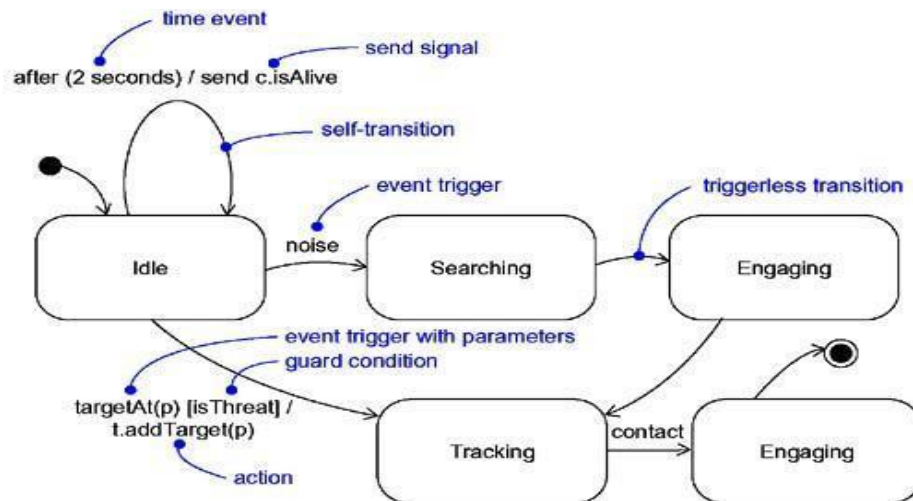 time event
send signal
after (2 seconds) / send c.isAlive
self-transition
event trigger
triggerless transition
noise
Idle
Searching
Engaging
event trigger with parameters
guard condition
targetAt(p) [isThreat] /
t.addTarget(p)
action
Tracking
contact
Engaging